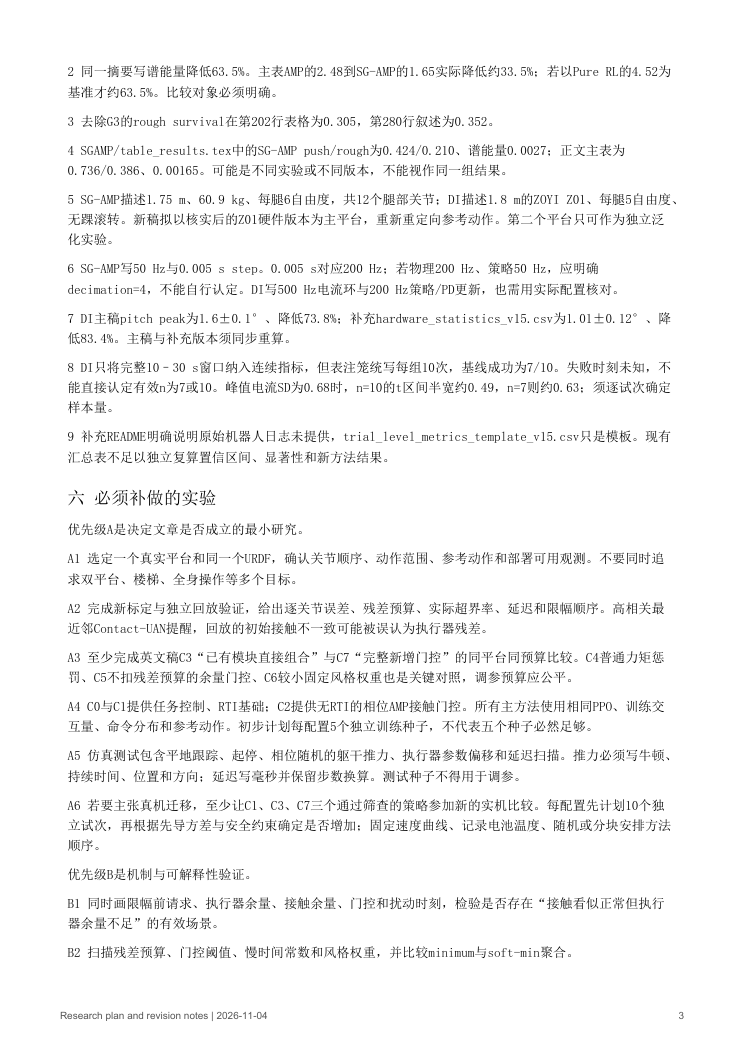 2 同一摘要写谱能量降低63.5%。主表AMP的2.48到SG-AMP的1.65实际降低约33.5%；若以Pure RL的4.52为
基准才约63.5%。比较对象必须明确。
3 去除G3的rough survival在第202行表格为0.305，第280行叙述为0.352。
4 SGAMP/table_results.tex中的SG-AMP push/rough为0.424/0.210、谱能量0.0027；正文主表为
0.736/0.386、0.00165。可能是不同实验或不同版本，不能视作同一组结果。
5 SG-AMP描述1.75 m、60.9 kg、每腿6自由度，共12个腿部关节；DI描述1.8 m的ZOYI Z01、每腿5自由度、
无踝滚转。新稿拟以核实后的Z01硬件版本为主平台，重新重定向参考动作。第二个平台只可作为独立泛
化实验。
6 SG-AMP写50 Hz与0.005 s step。0.005 s对应200 Hz；若物理200 Hz、策略50 Hz，应明确
decimation=4，不能自行认定。DI写500 Hz电流环与200 Hz策略/PD更新，也需用实际配置核对。
7 DI主稿pitch peak为1.6±0.1°、降低73.8%；补充hardware_statistics_v15.csv为1.01±0.12°、降
低83.4%。主稿与补充版本须同步重算。
8 DI只将完整10–30 s窗口纳入连续指标，但表注笼统写每组10次，基线成功为7/10。失败时刻未知，不
能直接认定有效n为7或10。峰值电流SD为0.68时，n=10的t区间半宽约0.49，n=7则约0.63；须逐试次确定
样本量。
9 补充README明确说明原始机器人日志未提供，trial_level_metrics_template_v15.csv只是模板。现有
汇总表不足以独立复算置信区间、显著性和新方法结果。
六 必须补做的实验
优先级A是决定文章是否成立的最小研究。
A1 选定一个真实平台和同一个URDF，确认关节顺序、动作范围、参考动作和部署可用观测。不要同时追
求双平台、楼梯、全身操作等多个目标。
A2 完成新标定与独立回放验证，给出逐关节误差、残差预算、实际超界率、延迟和限幅顺序。高相关最
近邻Contact-UAN提醒，回放的初始接触不一致可能被误认为执行器残差。
A3 至少完成英文稿C3“已有模块直接组合”与C7“完整新增门控”的同平台同预算比较。C4普通力矩惩
罚、C5不扣残差预算的余量门控、C6较小固定风格权重也是关键对照，调参预算应公平。
A4 C0与C1提供任务控制、RTI基础；C2提供无RTI的相位AMP接触门控。所有主方法使用相同PPO、训练交
互量、命令分布和参考动作。初步计划每配置5个独立训练种子，不代表五个种子必然足够。
A5 仿真测试包含平地跟踪、起停、相位随机的躯干推力、执行器参数偏移和延迟扫描。推力必须写牛顿、
持续时间、位置和方向；延迟写毫秒并保留步数换算。测试种子不得用于调参。
A6 若要主张真机迁移，至少让C1、C3、C7三个通过筛查的策略参加新的实机比较。每配置先计划10个独
立试次，再根据先导方差与安全约束确定是否增加；固定速度曲线、记录电池温度、随机或分块安排方法
顺序。
优先级B是机制与可解释性验证。
B1 同时画限幅前请求、执行器余量、接触余量、门控和扰动时刻，检验是否存在“接触看似正常但执行
器余量不足”的有效场景。
B2 扫描残差预算、门控阈值、慢时间常数和风格权重，并比较minimum与soft-min聚合。
Research plan and revision notes | 2026-11-04
3